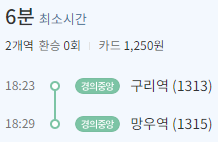 6분 최소시간
2개역 환승 0회 | 카드 1,250원
18:23 경의중앙 구리역 (1313)
18:29 경의중앙 망우역 (1315)